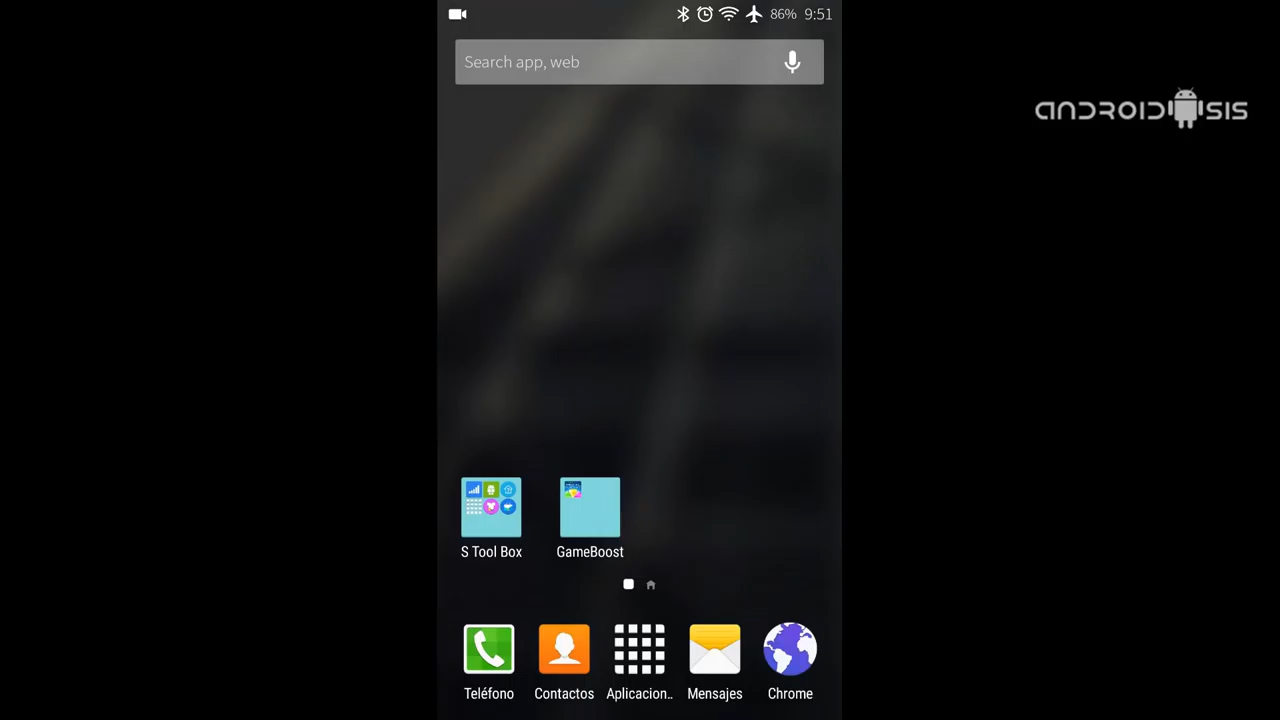 86% 9:51
Search app, web
ANDROIDSIS
S Tool Box
GameBoost
Teléfono
Contactos
Aplicacion..
Mensajes
Chrome